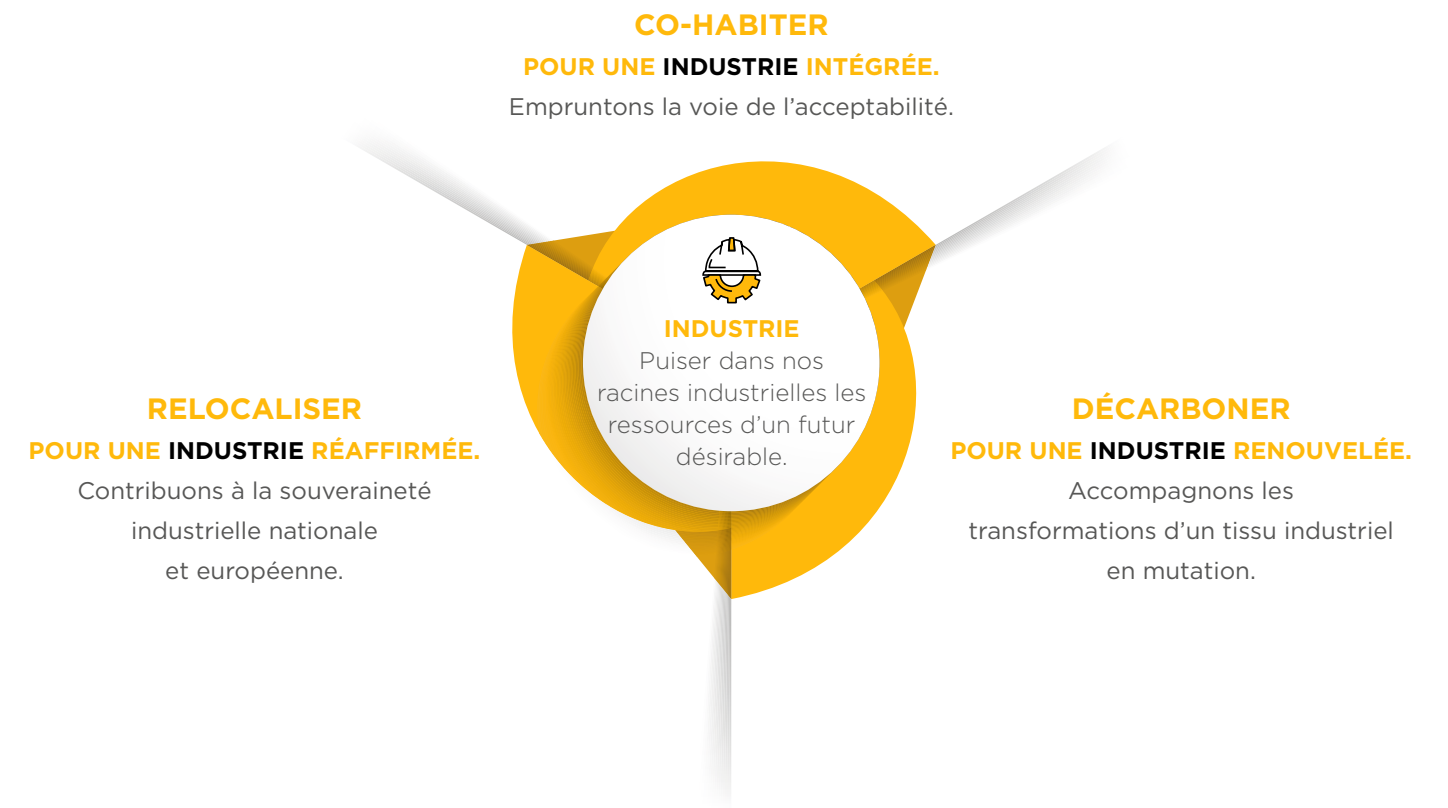 CO-HABITER
POUR UNE INDUSTRIE INTÉGRÉE.
Empruntons la voie de l’acceptabilité.
INDUSTRIE
Puiser dans nos
racines industrielles les
ressources d’un futur
désirable.
RELOCALISER
POUR UNE INDUSTRIE RÉAFFIRMÉE.
Contribuons à la souveraineté
industrielle nationale
et européenne.
DÉCARBONER
POUR UNE INDUSTRIE RENOUVELÉE.
Accompagnons les
transformations d’un tissu industriel
en mutation.